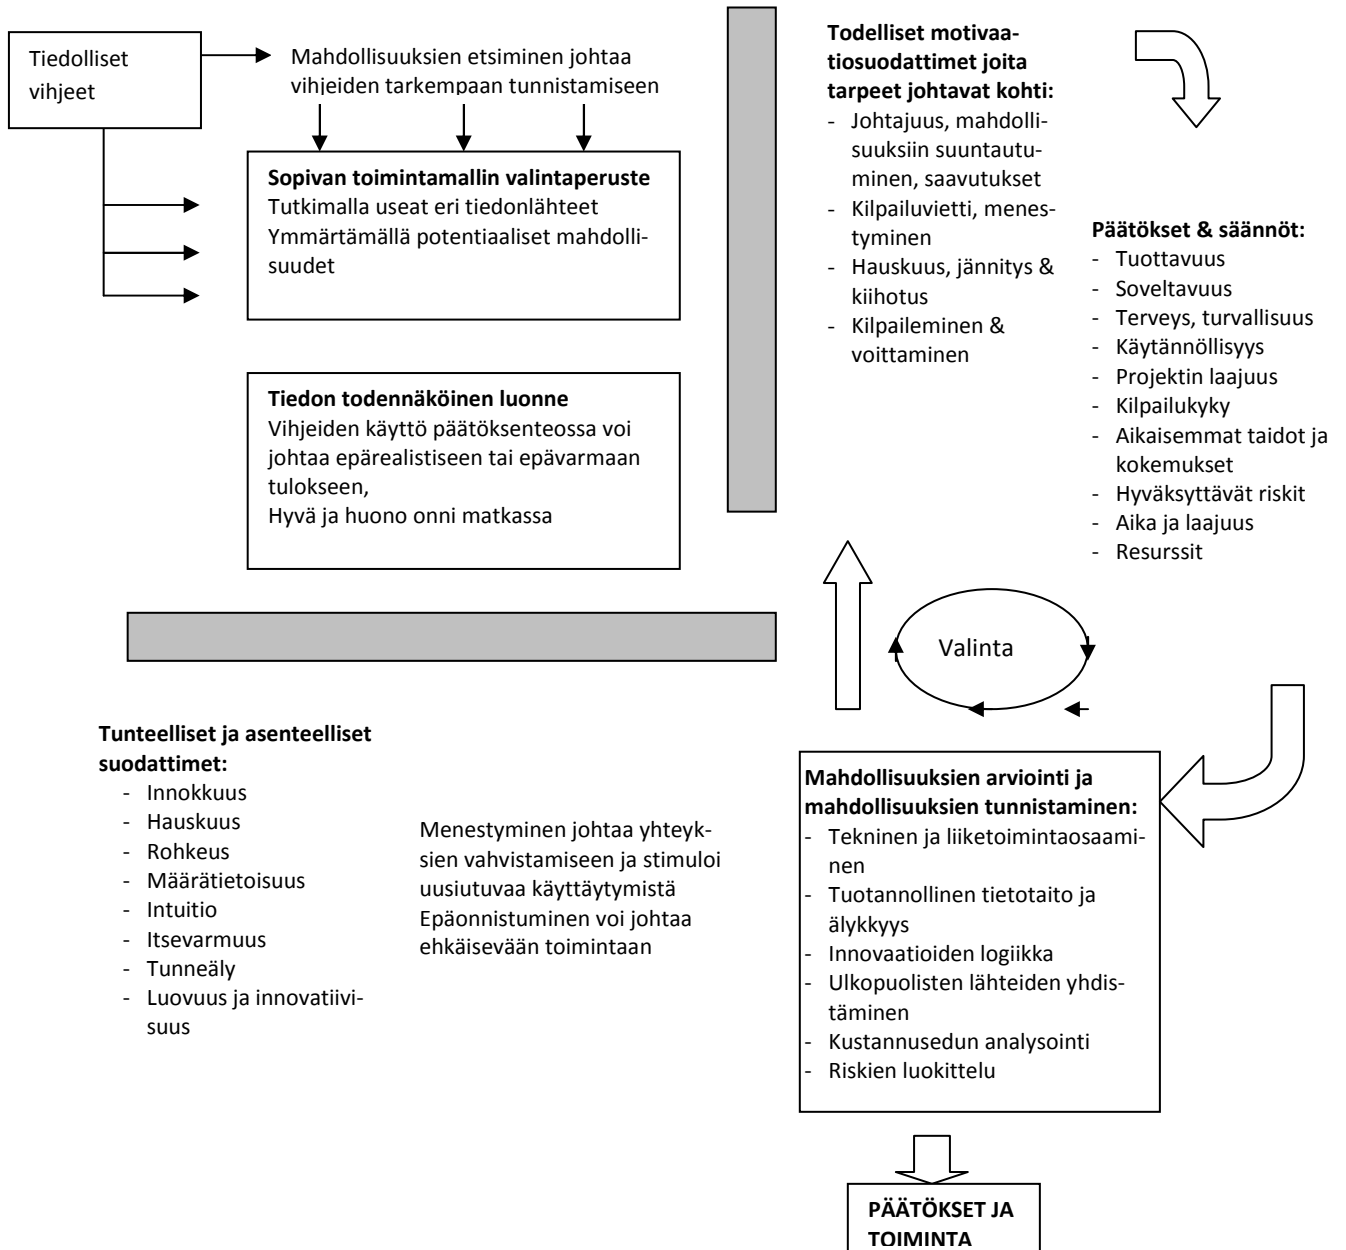 Tiedolliset
vihjeet
Mahdollisuuksien etsiminen johtaa
vihjeiden tarkempaan tunnistamiseen
Sopivan toimintamallin valintaperuste
Tutkimalla useat eri tiedonlähteet
Ymmärtämällä potentiaaliset mahdolli-
suudet
Tiedon todennäköinen luonne
Vihjeiden käyttö päätöksenteossa voi
johtaa epärealistiseen tai epävarmaan
tulokseen,
Hyvä ja huono onni matkassa
Todelliset motivaa-
tiosuodattimet joita
tarpeet johtavat kohti:
- Johtajuus, mahdolli-
suuksiin suuntautu-
minen, saavutukset
- Kilpailuvietti, menes-
tyminen
- Hauskuus, jännitys &
kiihotus
- Kilpaileminen &
voittaminen
Päätökset & säännöt:
- Tuottavuus
- Soveltavuus
- Terveys, turvallisuus
- Käytännöllisyys
- Projektin laajuus
- Kilpailukyky
- Aikaisemmat taidot ja
kokemukset
- Hyväksyttävät riskit
- Aika ja laajuus
- Resurssit
Valinta
Tunteelliset ja asenteelliset
suodattimet:
- Innokkuus
- Hauskuus
- Rohkeus
- Määrätietoisuus
- Intuitio
- Itsevarmuus
- Tunneäly
- Luovuus ja innovatiivi-
suus
Menestyminen johtaa yhteyk-
sien vahvistamiseen ja stimuloi
uusiutuvaa käyttäytymistä
Epäonnistuminen voi johtaa
ehkäisevään toimintaan
Mahdollisuuksien arviointi ja
mahdollisuuksien tunnistaminen:
- Tekninen ja liiketoimintaosaami-
nen
- Tuotannollinen tietotaito ja
älykkyys
- Innovaatioiden logiikka
- Ulkopuolisten lähteiden yhdis-
täminen
- Kustannusedun analysointi
- Riskien luokittelu
PÄÄTÖKSET JA
TOIMINTA